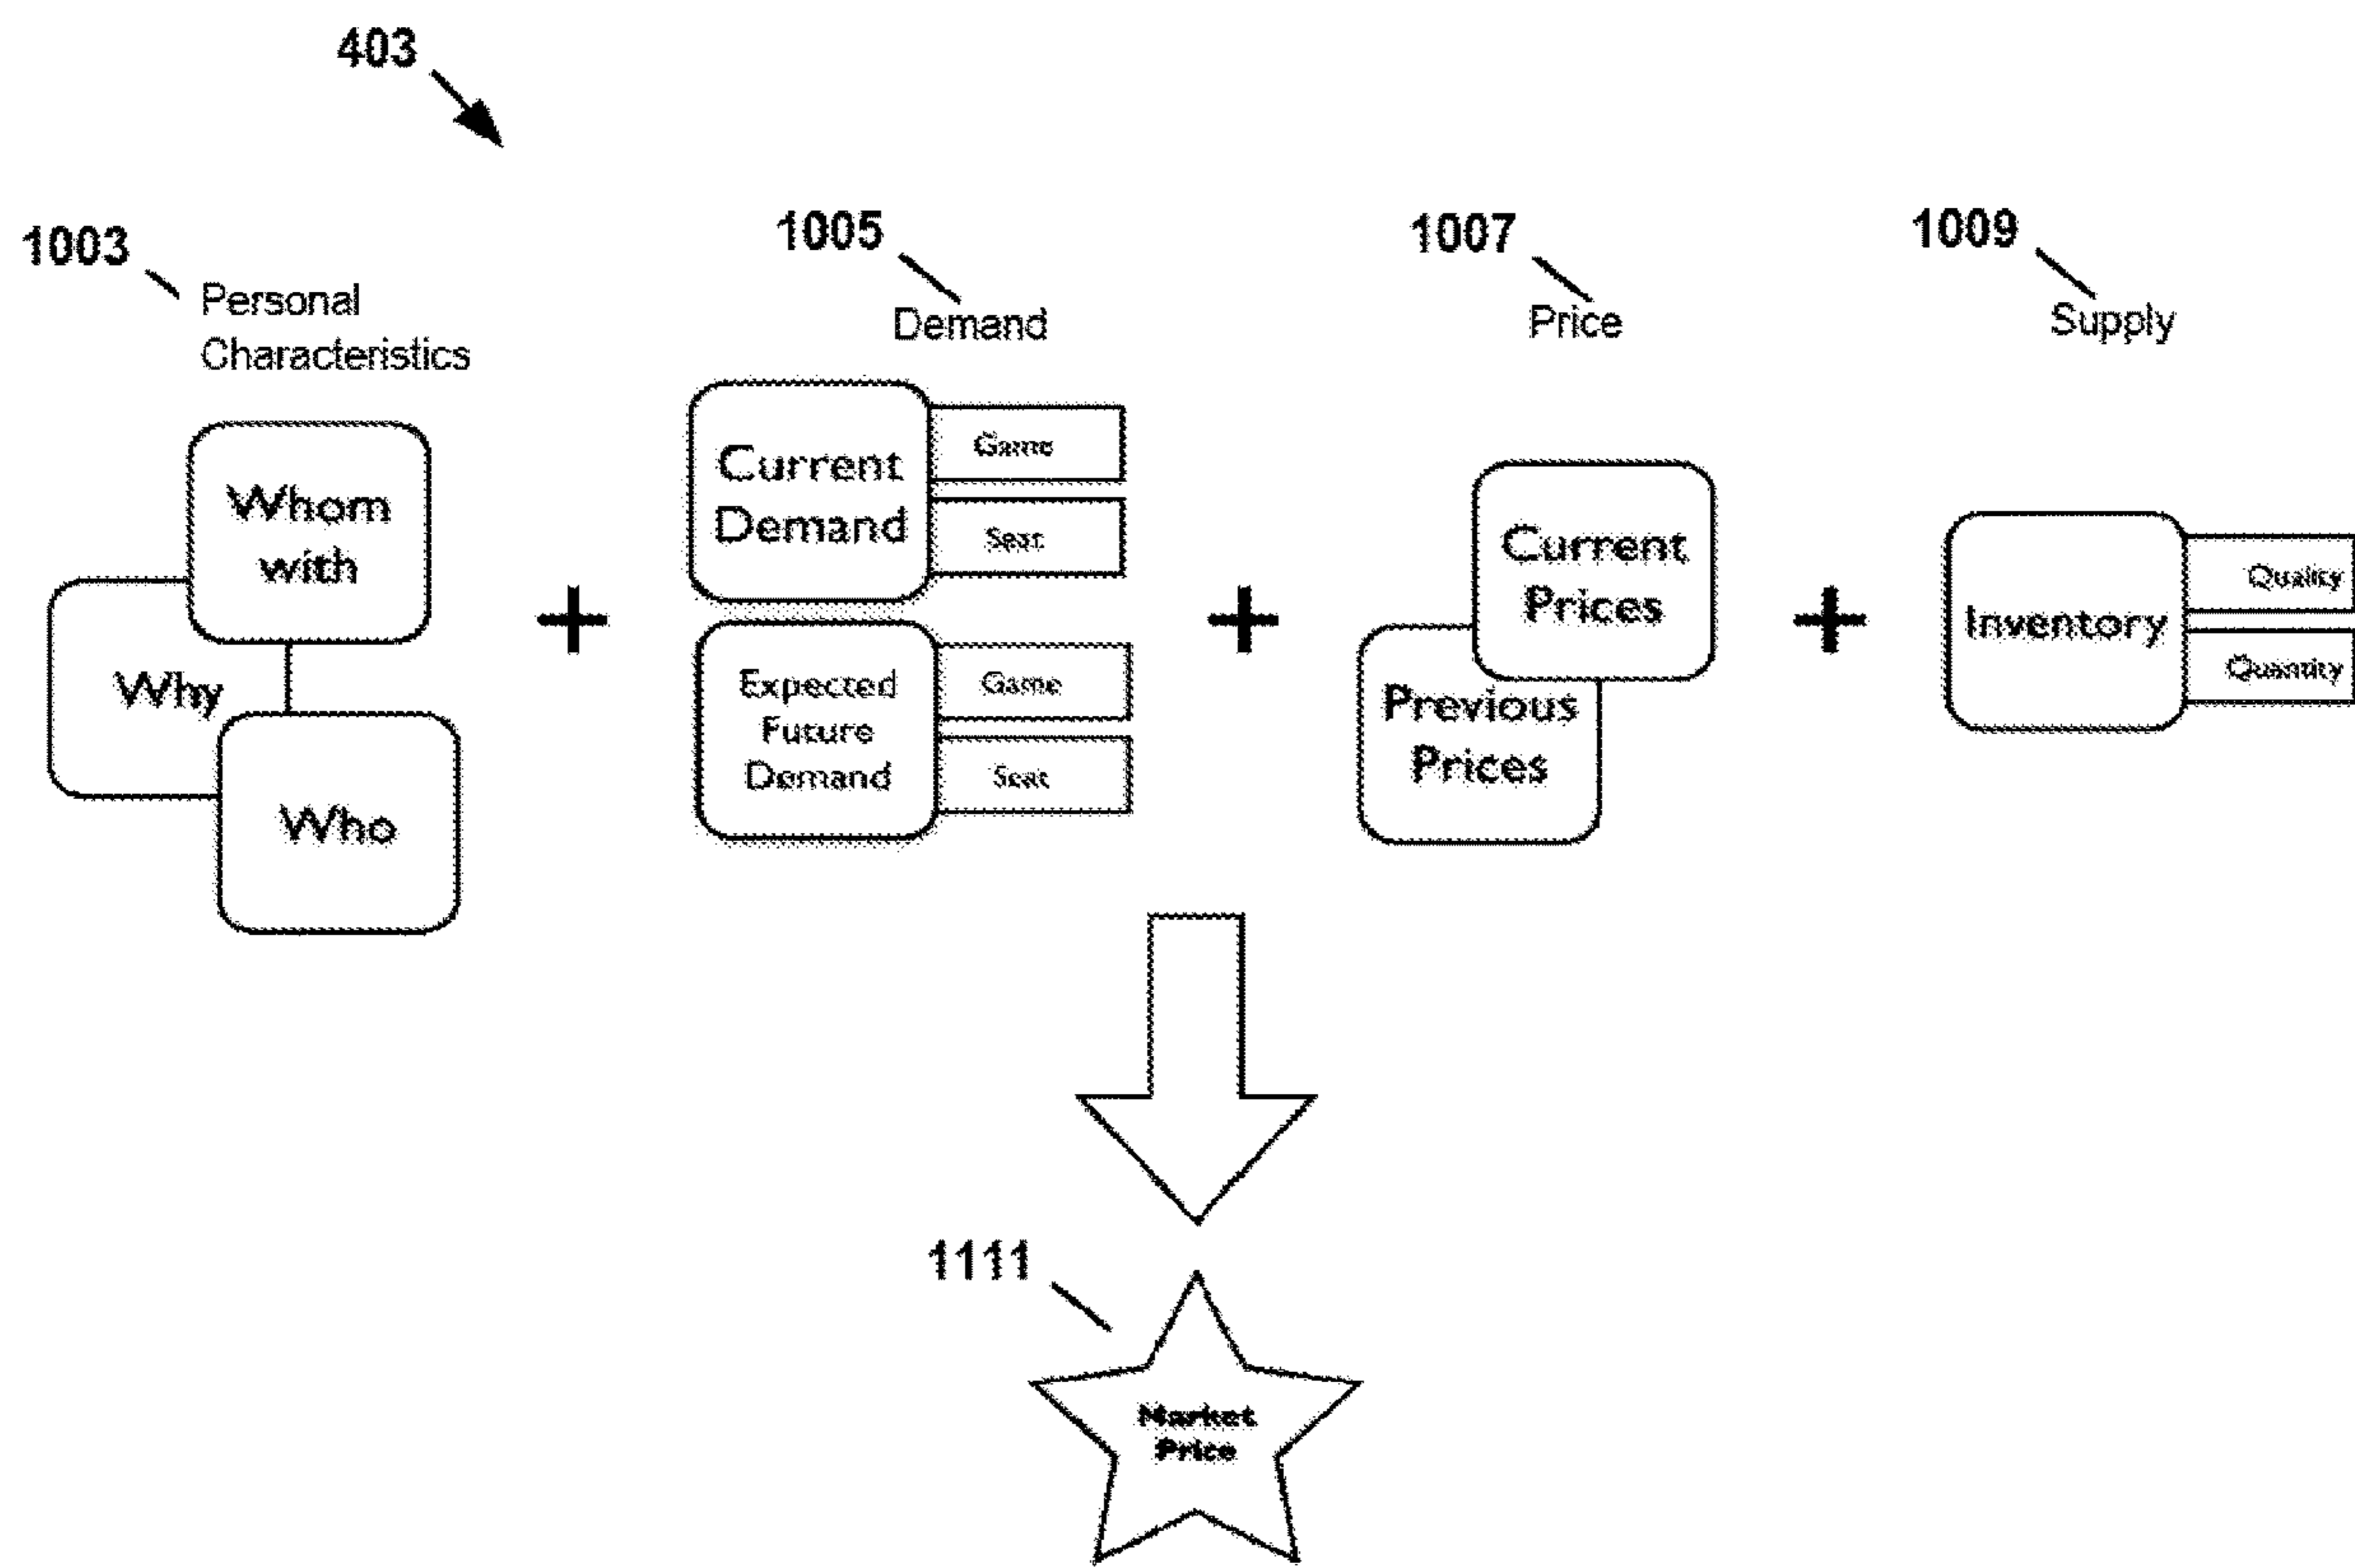 403
1003
Personal
Characteristics
Whom
with
Why
Who
1005
Demand
Current
Demand
Game
Seat
Expected
Future
Demand
Game
Seat
1007
Price
Current
Prices
Previous
Prices
1009
Supply
Inventory
Quality
Quantity
+
+
+
1111
Market
Price